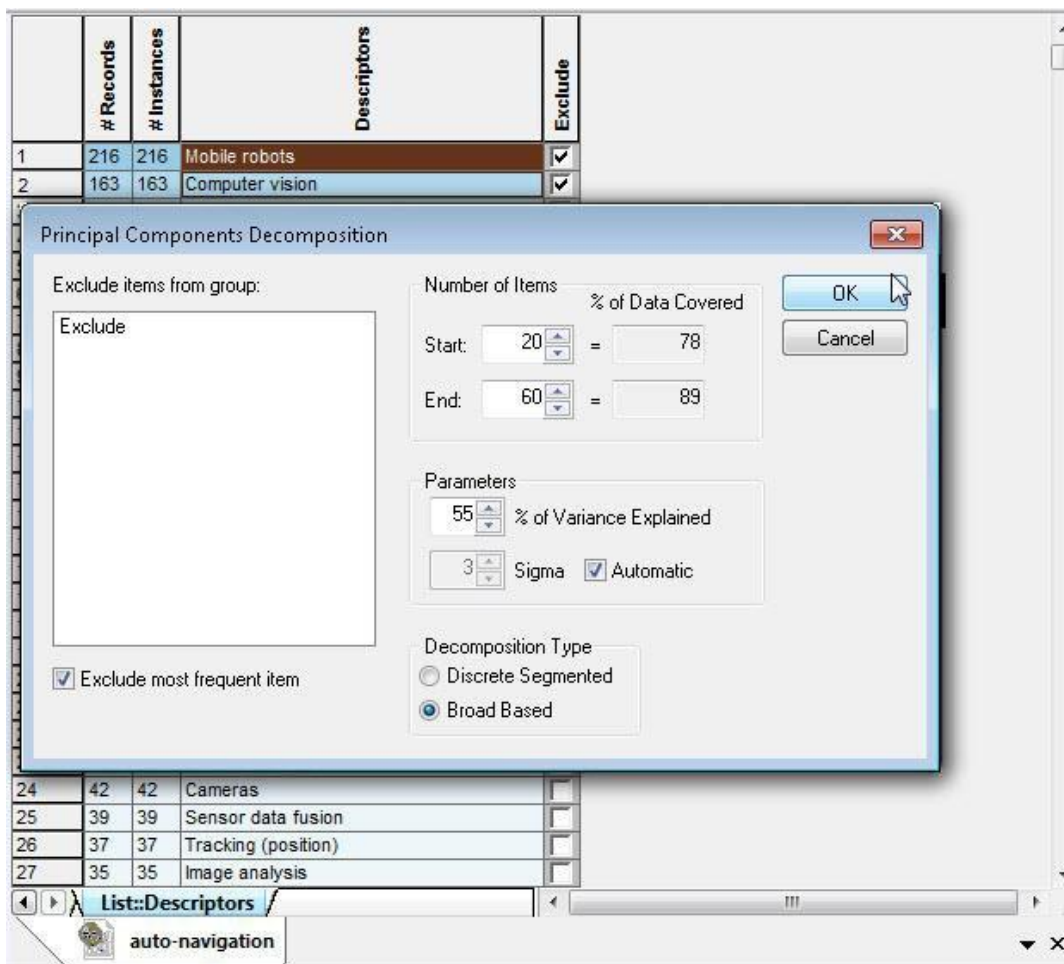 # Records
# Instances
Descriptors
Exclude
1 216 216 Mobile robots
2 163 163 Computer vision
Principal Components Decomposition
Exclude items from group:
Exclude
Exclude most frequent item
Number of Items
% of Data Covered
Start: 20 = 78
End: 60 = 89
OK
Cancel
Parameters
55 % of Variance Explained
3 Sigma Automatic
Decomposition Type
Discrete Segmented
Broad Based
24 42 42 Cameras
25 39 39 Sensor data fusion
26 37 37 Tracking (position)
27 35 35 Image analysis
List::Descriptors
auto-navigation